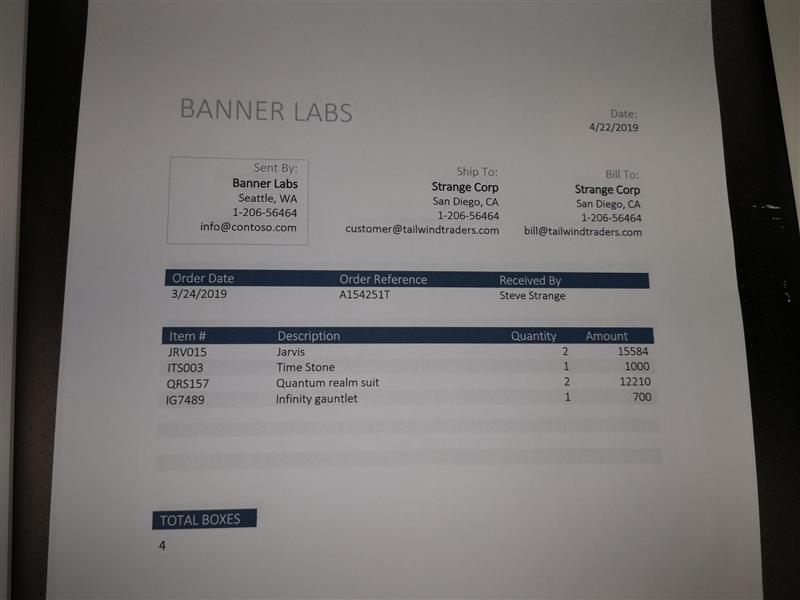 BANNER LABS
Date:
4/22/2019
Sent By:
Banner Labs
Seattle, WA
1-206-56464
info@contoso.com
Ship To:
Strange Corp
San Diego, CA
1-206-56464
customer@tailwindtraders.com
Bill To:
Strange Corp
San Diego, CA
1-206-56464
bill@tailwindtraders.com
Order Date Order Reference Received By
3/24/2019 A154251T Steve Strange
Item # Description Quantity Amount
JRV015 Jarvis 2 15584
ITS003 Time Stone 1 1000
QRS157 Quantum realm suit 2 12210
IG7489 Infinity gauntlet 1 700
TOTAL BOXES
4